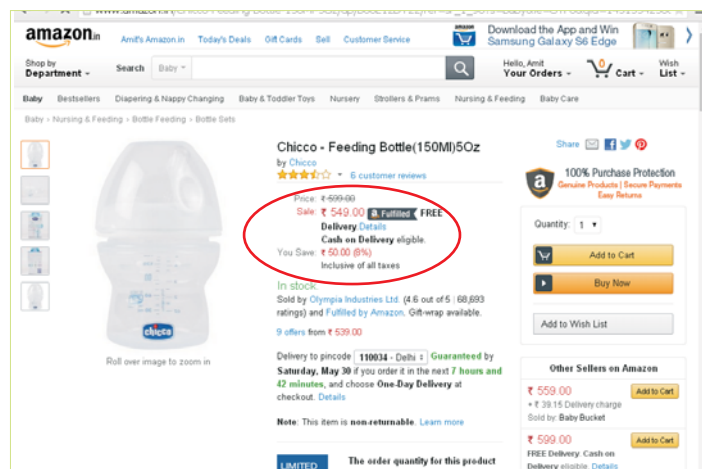 amazon.in
Amit's Amazon.in Today's Deals Gift Cards Sell Customer Service
Download the App and Win
Samsung Galaxy S6 Edge
Shop by
Department
Search Baby
Hello, Amit
Your Orders
0
Cart
Wish
List
Baby Bestsellers Diapering & Nappy Changing Baby & Toddler Toys Nursery Strollers & Prams Nursing & Feeding Baby Care
Baby › Nursing & Feeding › Bottle Feeding › Bottle Sets
Chicco - Feeding Bottle(150Ml)5Oz
by Chicco
6 customer reviews
Price: ₹ 599.00
Sale: ₹ 549.00 a Fulfilled FREE
Delivery.Details
Cash on Delivery eligible.
You Save: ₹ 50.00 (8%)
Inclusive of all taxes
In stock.
Sold by Olympia Industries Ltd. (4.6 out of 5 | 68,693
ratings) and Fulfilled by Amazon. Gift-wrap available.
9 offers from ₹ 539.00
Delivery to pincode 110034 - Delhi Guaranteed by
Saturday, May 30 if you order it in the next 7 hours and
42 minutes, and choose One-Day Delivery at
checkout. Details
Note: This item is non-returnable. Learn more
LIMITED
The order quantity for this product
chicco
Roll over image to zoom in
Share
a
100% Purchase Protection
Genuine Products | Secure Payments
Easy Returns
Quantity: 1
Add to Cart
Buy Now
Add to Wish List
Other Sellers on Amazon
₹ 559.00 Add to Cart
+ ₹ 39.15 Delivery charge
Sold by: Baby Bucket
₹ 599.00 Add to Cart
FREE Delivery. Cash on
Delivery eligible. Details